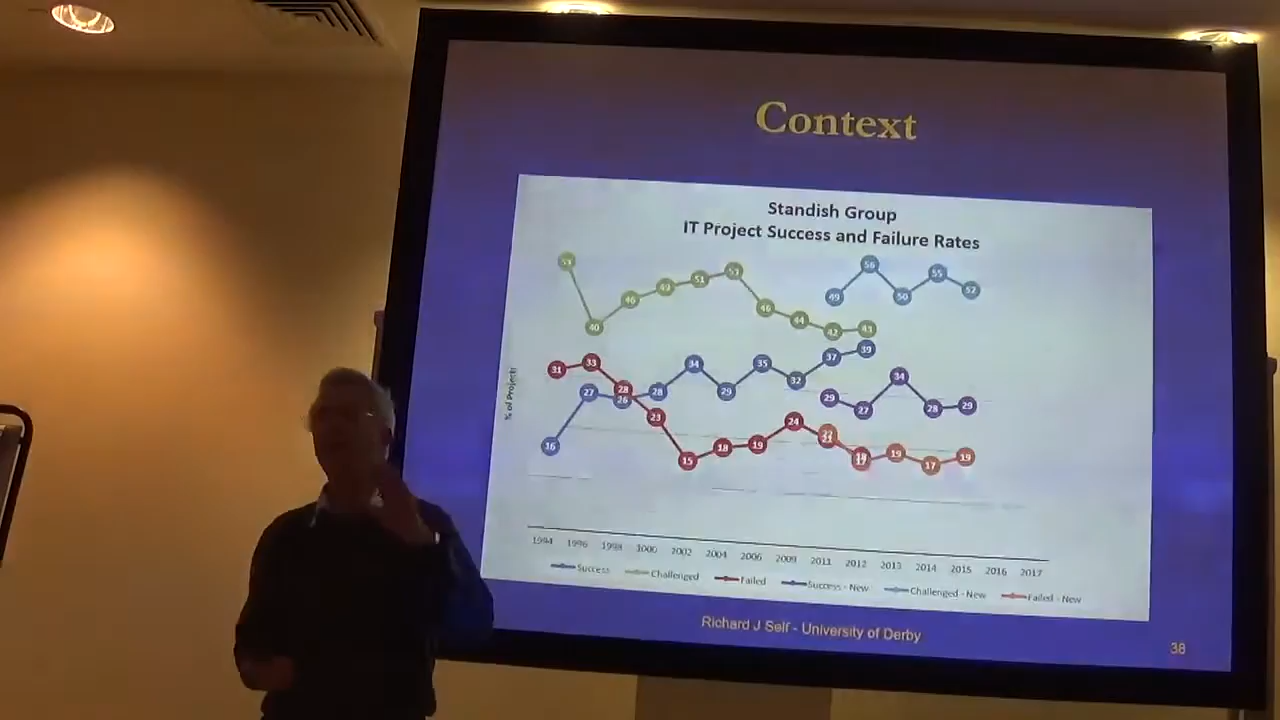 Context
Standish Group
IT Project Success and Failure Rates
% of Projects
53 40 46 49 51 53 46 44 42 43
49 56 50 55 52
31 33 28 23 15 18 19 24 21 17
16 27 26 28 34 29 35 32 37 39
29 27 34 28 29
22 19 17 19
1994 1996 1998 2000 2002 2004 2006 2009 2011 2012 2013 2014 2015 2016 2017
Success Challenged Failed Success - New Challenged - New Failed - New
Richard J Self - University of Derby
38